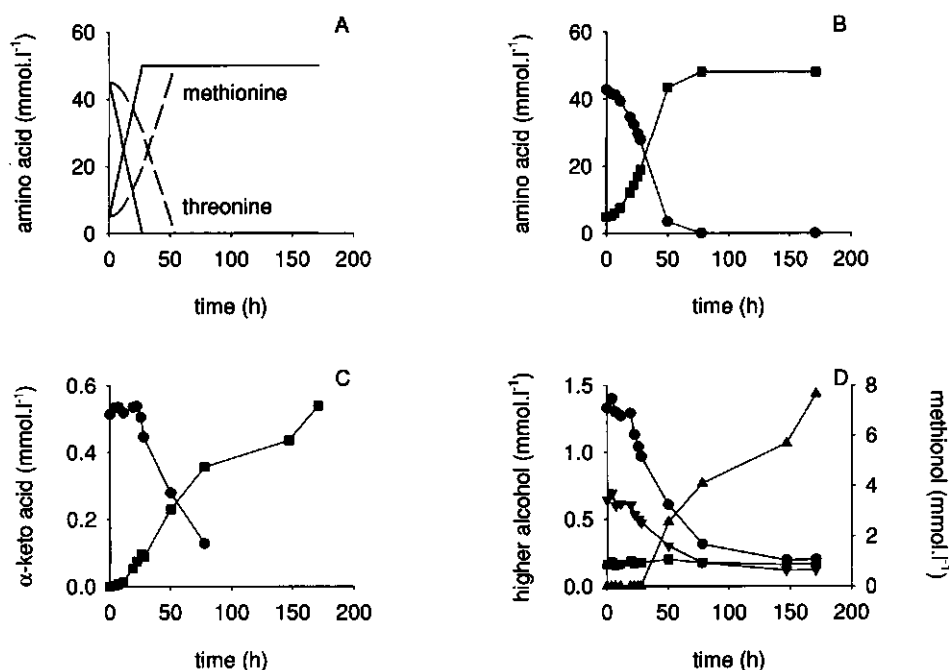 A
amino acid (mmol.l⁻¹)
60
40
20
0
methionine
threonine
0 50 100 150 200
time (h)
B
amino acid (mmol.l⁻¹)
60
40
20
0
0 50 100 150 200
time (h)
C
α-keto acid (mmol.l⁻¹)
0.6
0.4
0.2
0.0
0 50 100 150 200
time (h)
D
higher alcohol (mmol.l⁻¹)
1.5
1.0
0.5
0.0
8
6
4
2
0
methionol (mmol.l⁻¹)
0 50 100 150 200
time (h)